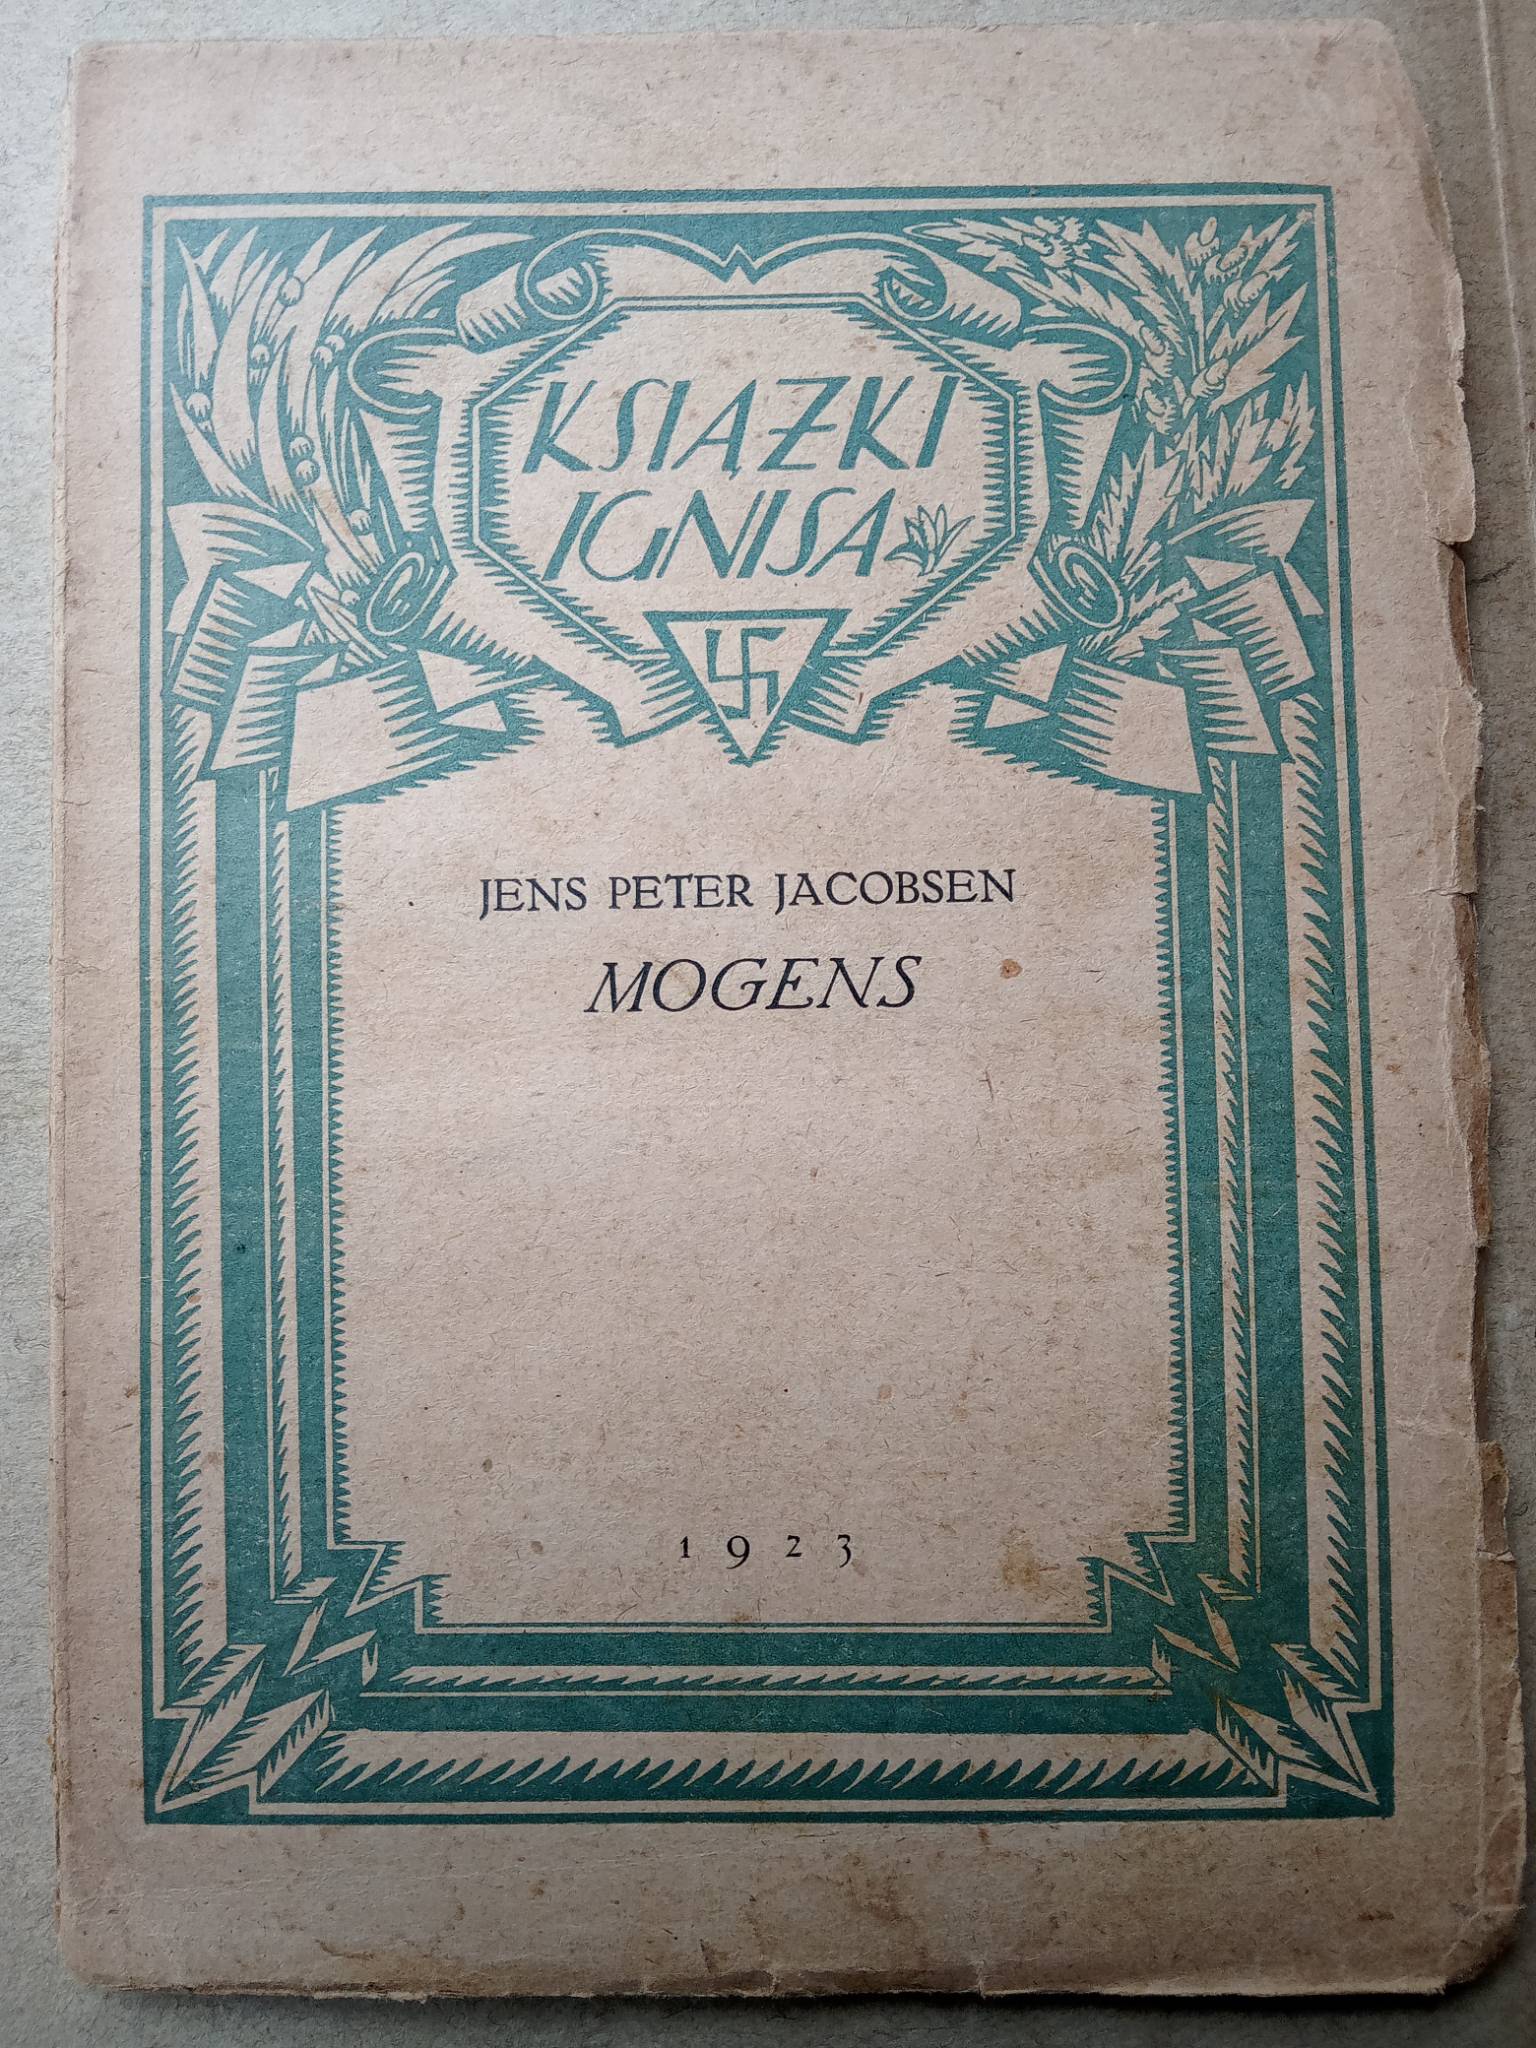 KSIĄŻKI
IGNISA
JENS PETER JACOBSEN
MOGENS
1923